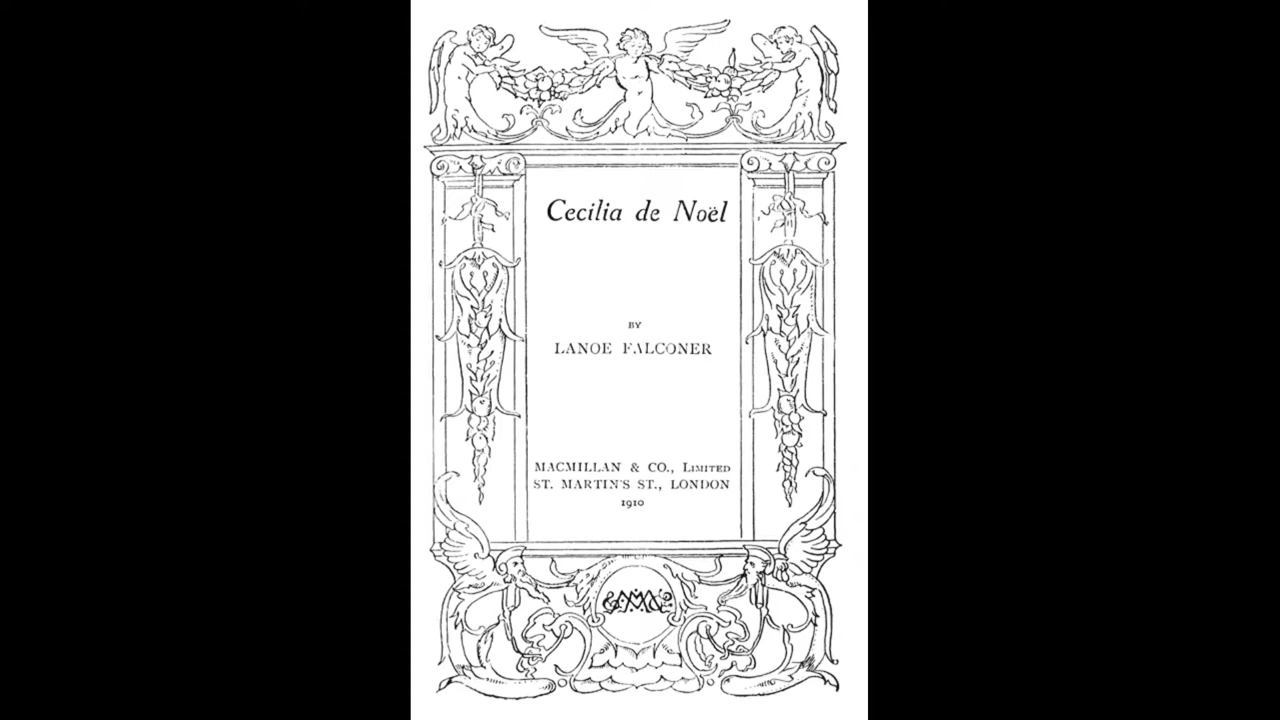 Cecilia de Noël
BY
LANOE FALCONER
MACMILLAN & CO., LIMITED
ST. MARTIN'S ST., LONDON
1910